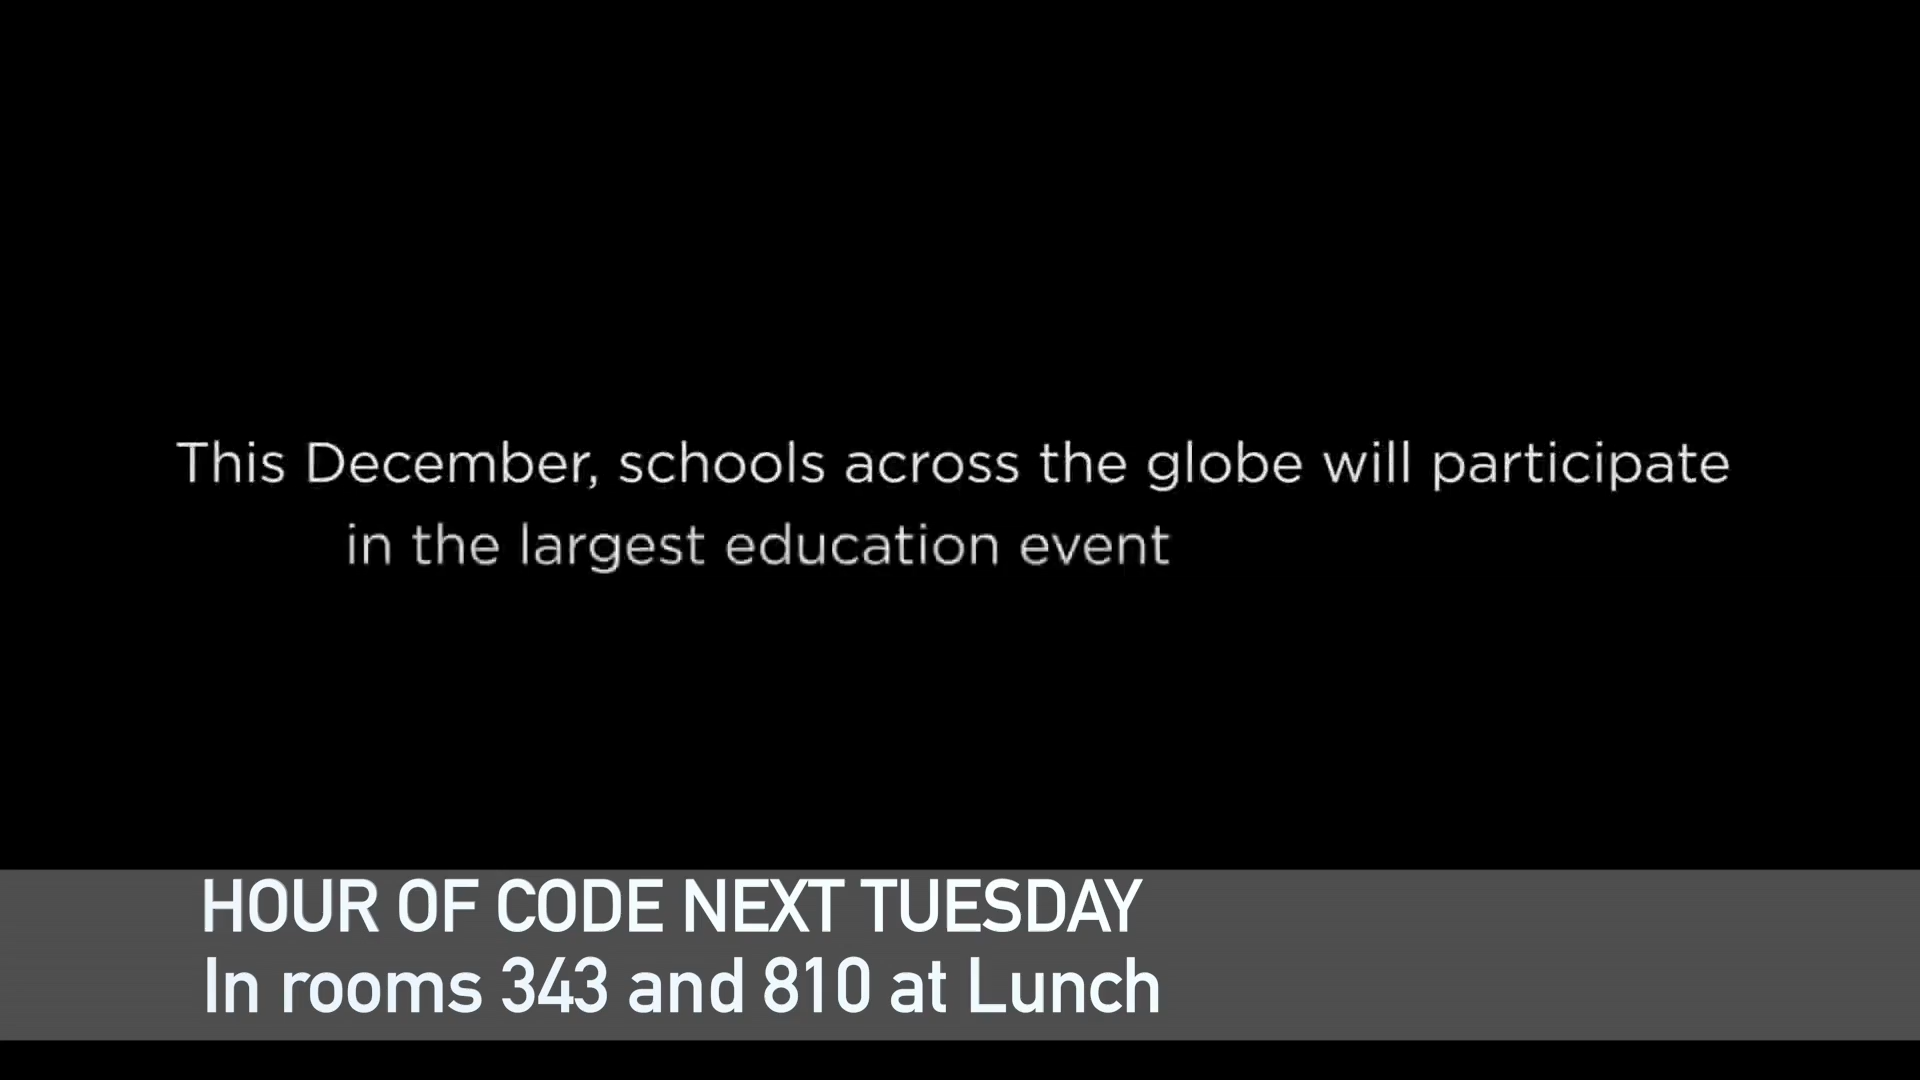 This December, schools across the globe will participate
in the largest education event
HOUR OF CODE NEXT TUESDAY
In rooms 343 and 810 at Lunch